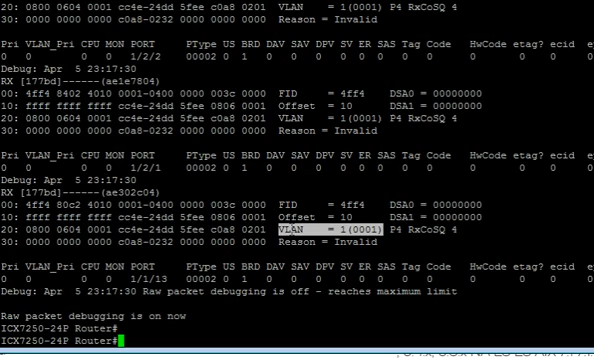 20: 0800 0604 0001 cc4e-24dd 5fee c0a8 0201 VLAN = 1(0001) P4 RxCoSQ 4
30: 0000 0000 0000 c0a8-0232 0000 0000 0000 Reason = Invalid
Pri VLAN_Pri CPU MON PORT PType US BRD DAV SAV DPV SV ER SAS Tag Code HwCode etag? ecid
0 0 0 0 1/2/2 00002 0 1 0 0 0 0 0 0 0 0 0 0 0
Debug: Apr 5 23:17:30
RX [177bd]------(ae1e7804)
00: 4ff4 8402 4010 0001-0400 0000 003c 0000 FID = 4ff4 DSA0 = 00000000
10: ffff ffff ffff cc4e-24dd 5fee 0806 0001 Offset = 10 DSA1 = 00000000
20: 0800 0604 0001 cc4e-24dd 5fee c0a8 0201 VLAN = 1(0001) P4 RxCoSQ 4
30: 0000 0000 0000 c0a8-0232 0000 0000 0000 Reason = Invalid
Pri VLAN_Pri CPU MON PORT PType US BRD DAV SAV DPV SV ER SAS Tag Code HwCode etag? ecid
0 0 0 0 1/2/1 00002 0 1 0 0 0 0 0 0 0 0 0 0 0
Debug: Apr 5 23:17:30
RX [177bd]------(ae302c04)
00: 4ff4 80c2 4010 0001-0400 0000 003c 0000 FID = 4ff4 DSA0 = 00000000
10: ffff ffff ffff cc4e-24dd 5fee 0806 0001 Offset = 10 DSA1 = 00000000
20: 0800 0604 0001 cc4e-24dd 5fee c0a8 0201 VLAN = 1(0001) P4 RxCoSQ 4
30: 0000 0000 0000 c0a8-0232 0000 0000 0000 Reason = Invalid
Pri VLAN_Pri CPU MON PORT PType US BRD DAV SAV DPV SV ER SAS Tag Code HwCode etag? ecid
0 0 0 0 1/1/13 00002 0 1 0 0 0 0 0 0 0 0 0 0 0
Debug: Apr 5 23:17:30 Raw packet debugging is off - reaches maximum limit
Raw packet debugging is on now
ICX7250-24P Router#
ICX7250-24P Router#